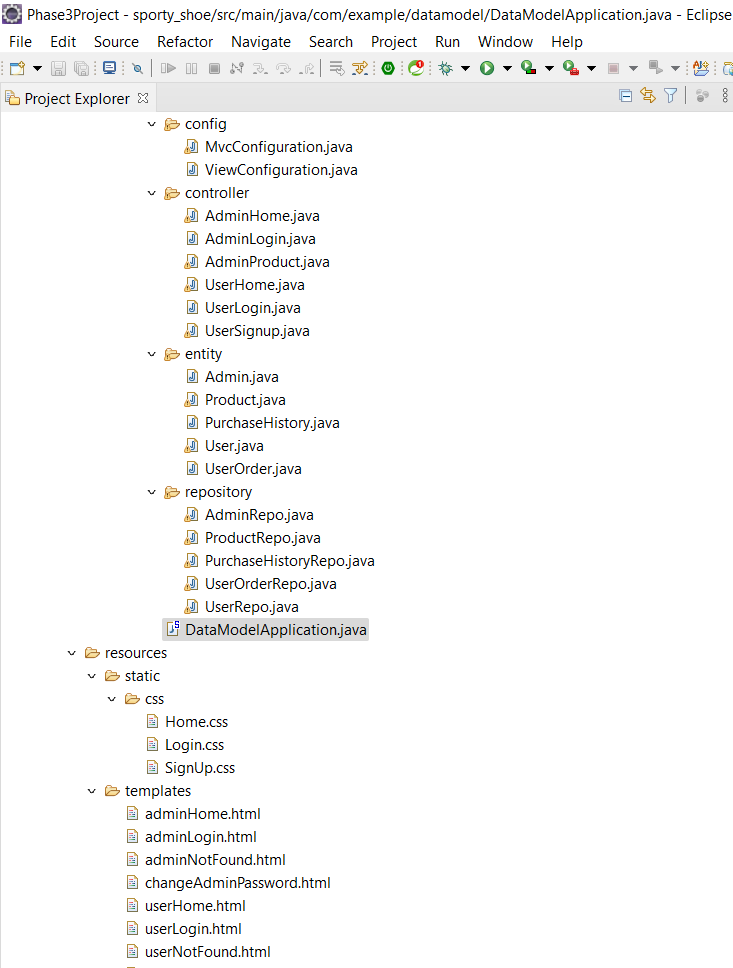 Phase3Project - sporty_shoe/src/main/java/com/example/datamodel/DataModelApplication.java - Eclipse
File Edit Source Refactor Navigate Search Project Run Window Help
Project Explorer
config
MvcConfiguration.java
ViewConfiguration.java
controller
AdminHome.java
AdminLogin.java
AdminProduct.java
UserHome.java
UserLogin.java
UserSignup.java
entity
Admin.java
Product.java
PurchaseHistory.java
User.java
UserOrder.java
repository
AdminRepo.java
ProductRepo.java
PurchaseHistoryRepo.java
UserOrderRepo.java
UserRepo.java
DataModelApplication.java
resources
static
css
Home.css
Login.css
SignUp.css
templates
adminHome.html
adminLogin.html
adminNotFound.html
changeAdminPassword.html
userHome.html
userLogin.html
userNotFound.html